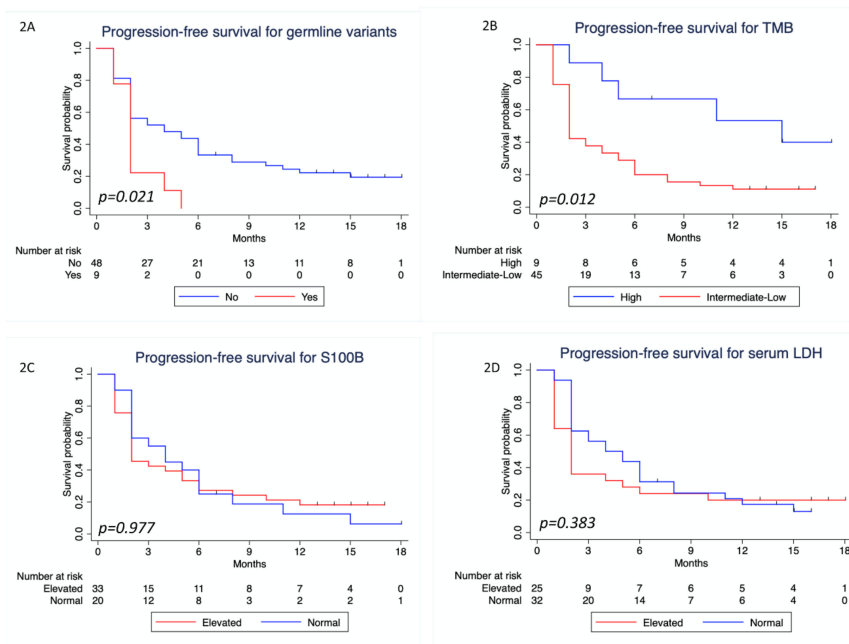 2A
Progression-free survival for germline variants
Survival probability
1.0
0.8
0.6
0.4
0.2
0.0
p=0.021
0 3 6 9 11 15 18
Months
Number at risk
No 48 27 21 13 11 8 1
Yes 9 2 0 0 0 0 0
No Yes
2B
Progression-free survival for TMB
Survival probability
1.0
0.8
0.6
0.4
0.2
0.0
p=0.012
0 3 6 9 12 15 18
Months
Number at risk
High 9 8 6 5 4 4 1
Intermediate-Low 45 19 13 7 6 3 0
High Intermediate-Low
2C
Progression-free survival for S100B
Survival probability
1.0
0.8
0.6
0.4
0.2
0.0
p=0.977
0 3 6 9 12 15 18
Months
Number at risk
Elevated 33 15 11 8 7 4 0
Normal 20 12 8 3 2 2 1
Elevated Normal
2D
Progression-free survival for serum LDH
Survival probability
1.0
0.8
0.6
0.4
0.2
0.0
p=0.383
0 3 6 9 12 15 18
Months
Number at risk
Elevated 25 9 7 6 5 4 1
Normal 32 20 14 7 6 4 0
Elevated Normal